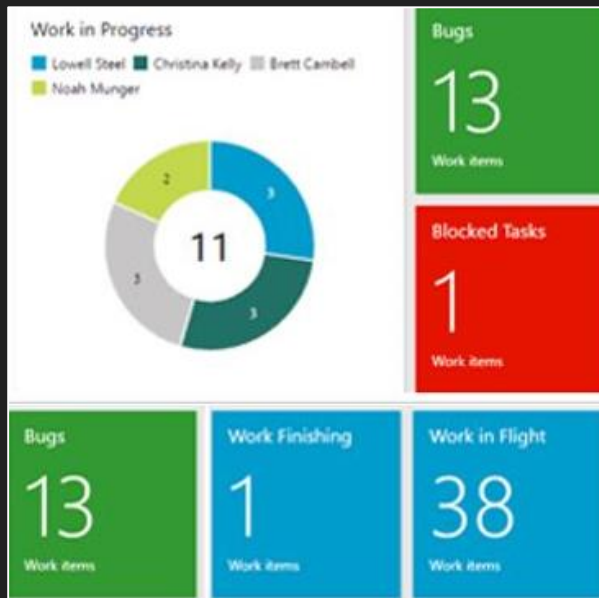 Work in Progress
Lowell Steel Christina Kelly Brett Cambell
Noah Munger
2
3
11
3
3
Bugs
13
Work items
Blocked Tasks
1
Work items
Bugs
13
Work items
Work Finishing
1
Work items
Work in Flight
38
Work items